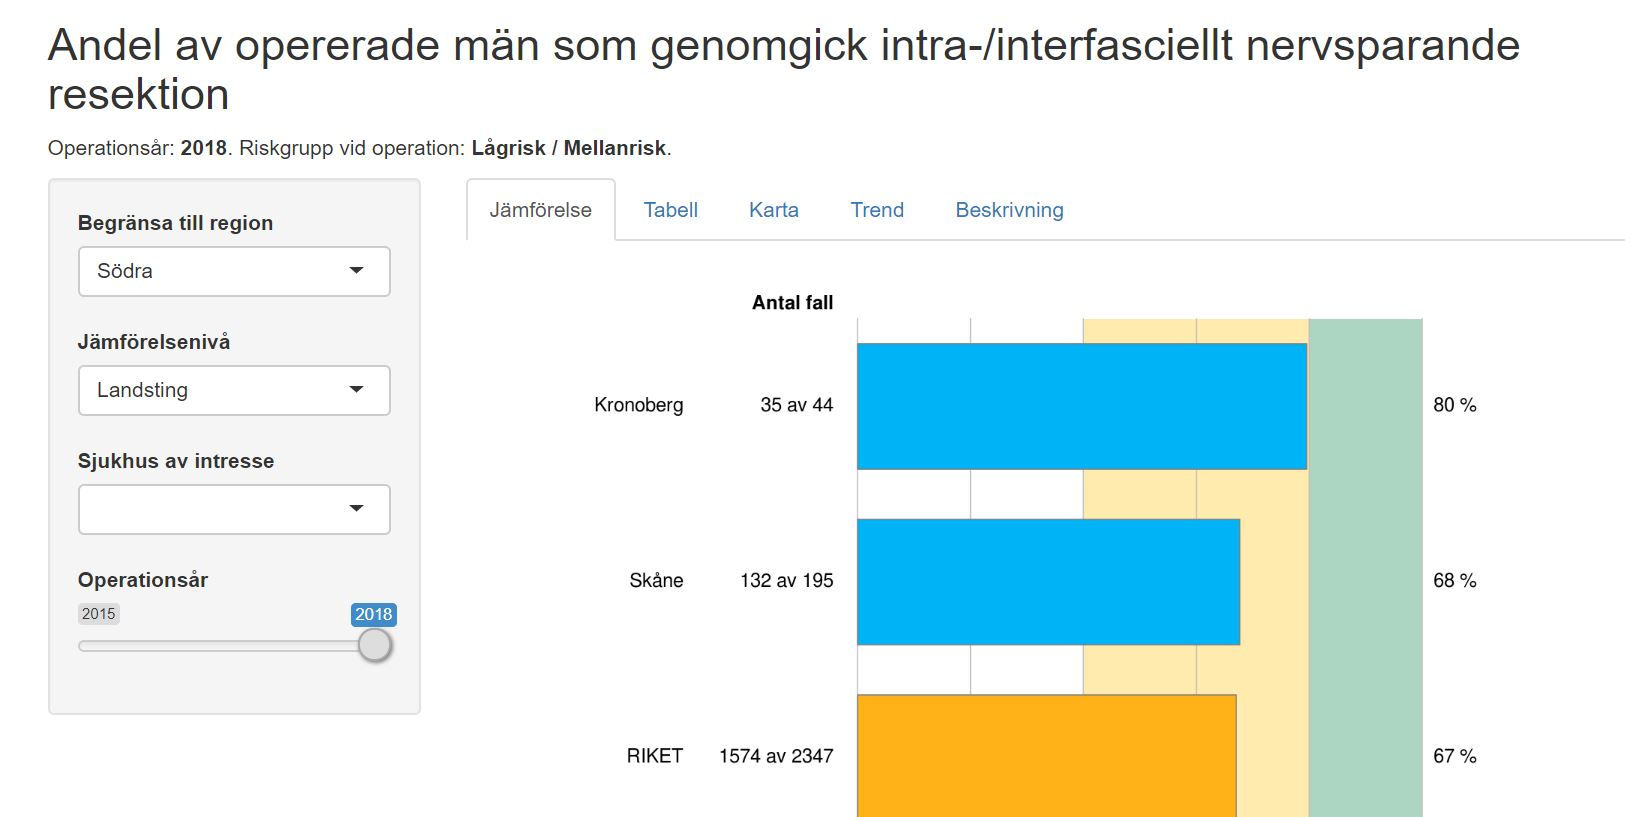 Andel av opererade män som genomgick intra-/interfasciellt nervsparande
resektion
Operationsår: 2018. Riskgrupp vid operation: Lågrisk / Mellanrisk.
Begränsa till region
Södra
Jämförelsenivå
Landsting
Sjukhus av intresse
Operationsår
2015 2018
Jämförelse Tabell Karta Trend Beskrivning
Antal fall
Kronoberg 35 av 44 80 %
Skåne 132 av 195 68 %
RIKET 1574 av 2347 67 %